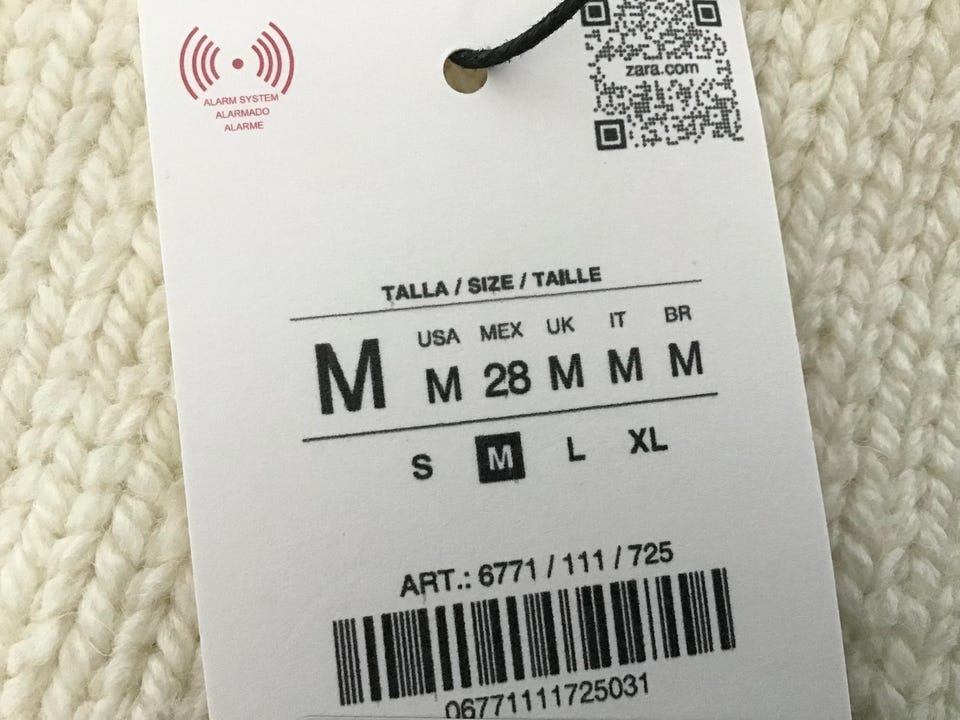 ALARM SYSTEM
ALARMADO
ALARME
zara.com
TALLA / SIZE / TAILLE
M
USA MEX UK IT BR
M 28 M M M
S M L XL
ART.: 6771 / 111 / 725
06771111725031